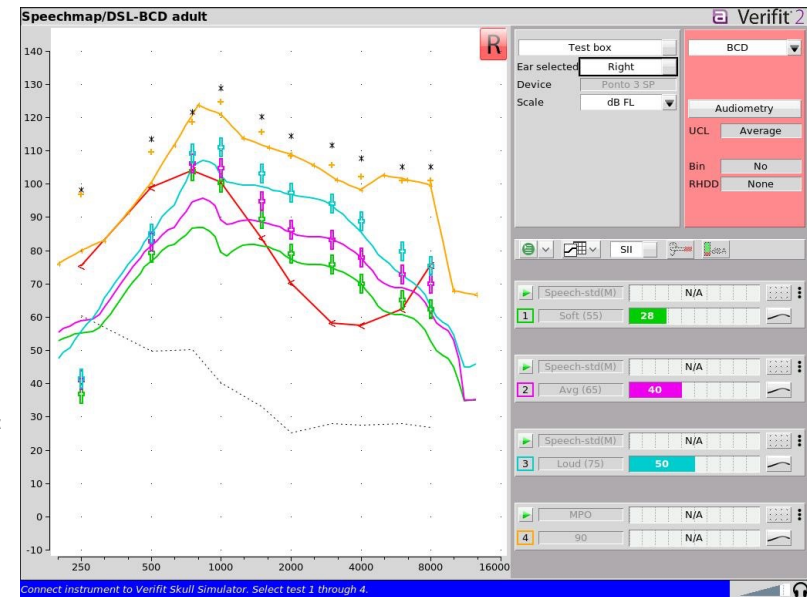 Speechmap/DSL-BCD adult
a Verifit 2
R
140
130
120
110
100
90
80
70
60
50
40
30
20
10
0
-10
250 500 1000 2000 4000 8000 16000
Test box
Ear selected Right
Device Ponto 3 SP
Scale dB FL
BCD
Audiometry
UCL Average
Bin No
RHDD None
SII
dBA
Speech-std(M) N/A
1 Soft (55) 28
Speech-std(M) N/A
2 Avg (65) 40
Speech-std(M) N/A
3 Loud (75) 50
MPO N/A
4 90 N/A
Connect instrument to Verifit Skull Simulator. Select test 1 through 4.